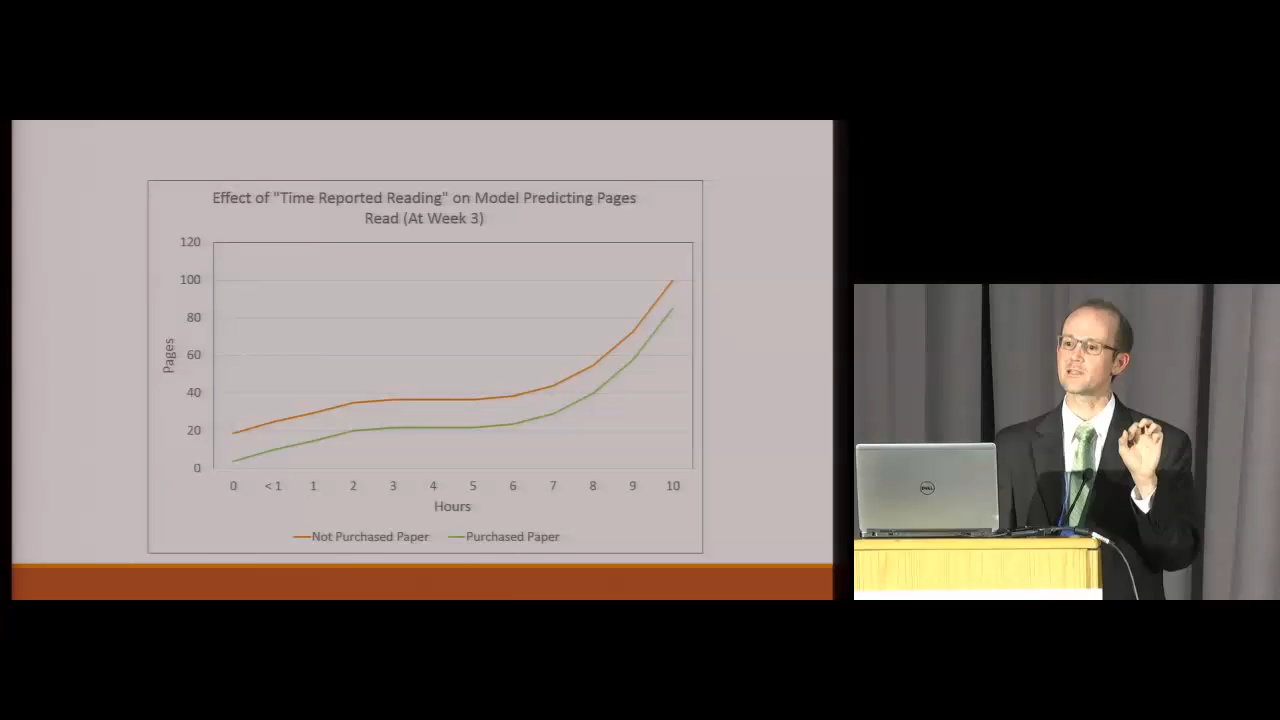 Effect of "Time Reported Reading" on Model Predicting Pages
Read (At Week 3)
120
100
80
60
40
20
0
Pages
0 < 1 1 2 3 4 5 6 7 8 9 10
Hours
Not Purchased Paper Purchased Paper
DELL